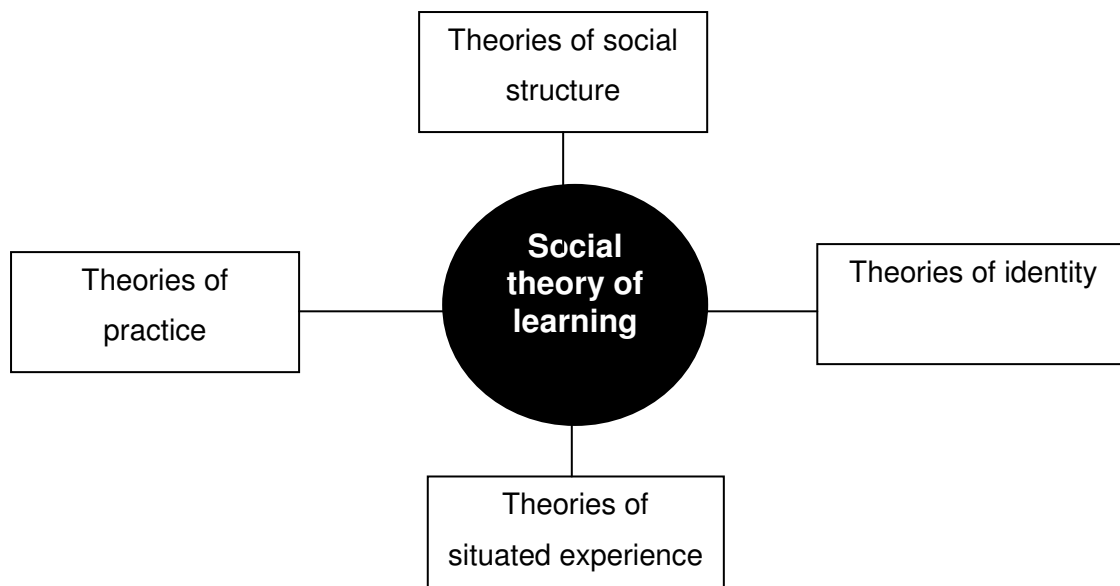 Theories of social
structure
Social
theory of
learning
Theories of
practice
Theories of identity
Theories of
situated experience